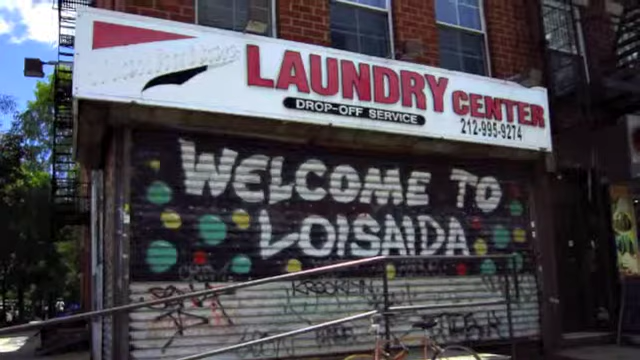 LAUNDRY CENTER
DROP-OFF SERVICE
212-995-9274
WELCOME TO
LOISAIDA